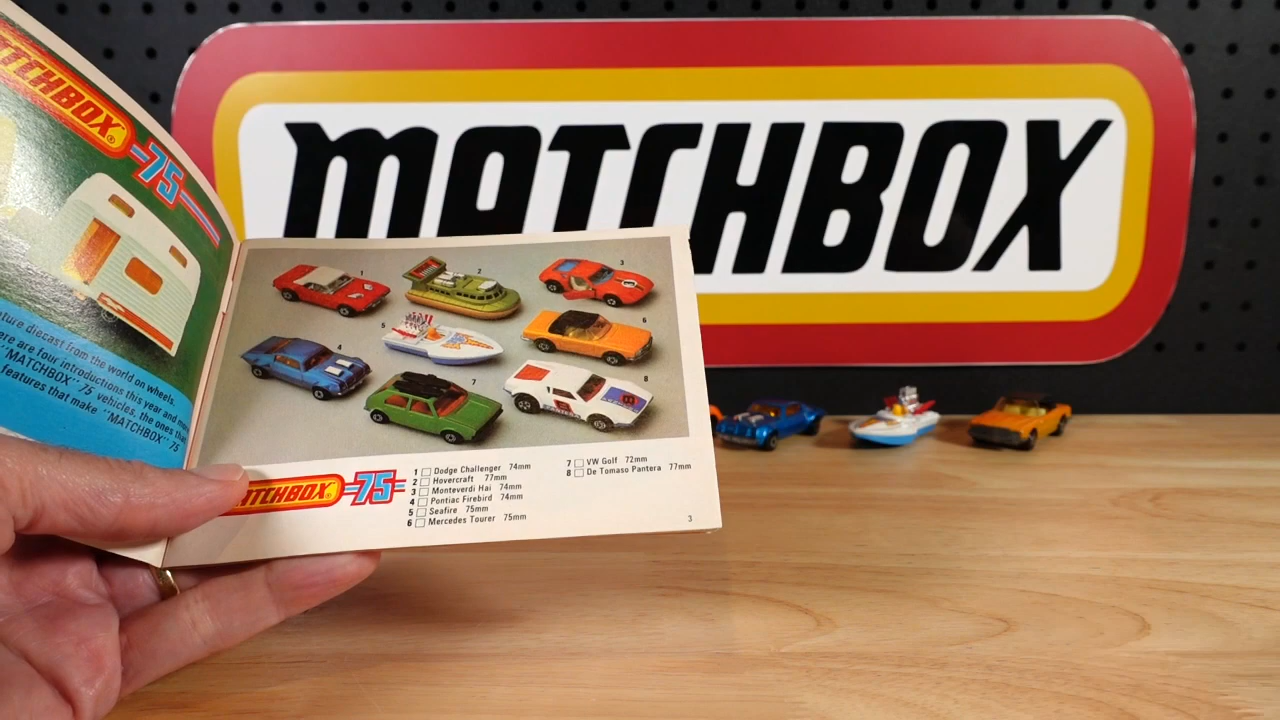 MATCHBOX
MATCHBOX
75
ture diecast from the world on wheels.
ere are four introductions this year and
"MATCHBOX" 75 vehicles, the ones
features that make "MATCHBOX" 75
1
2
3
4
5
6
7
8
8
MATCHBOX
75
1 Dodge Challenger 74mm
2 Hovercraft 77mm
3 Monteverdi Hai 74mm
4 Pontiac Firebird 74mm
5 Seafire 75mm
6 Mercedes Tourer 75mm
7 VW Golf 72mm
8 De Tomaso Pantera 77mm
3